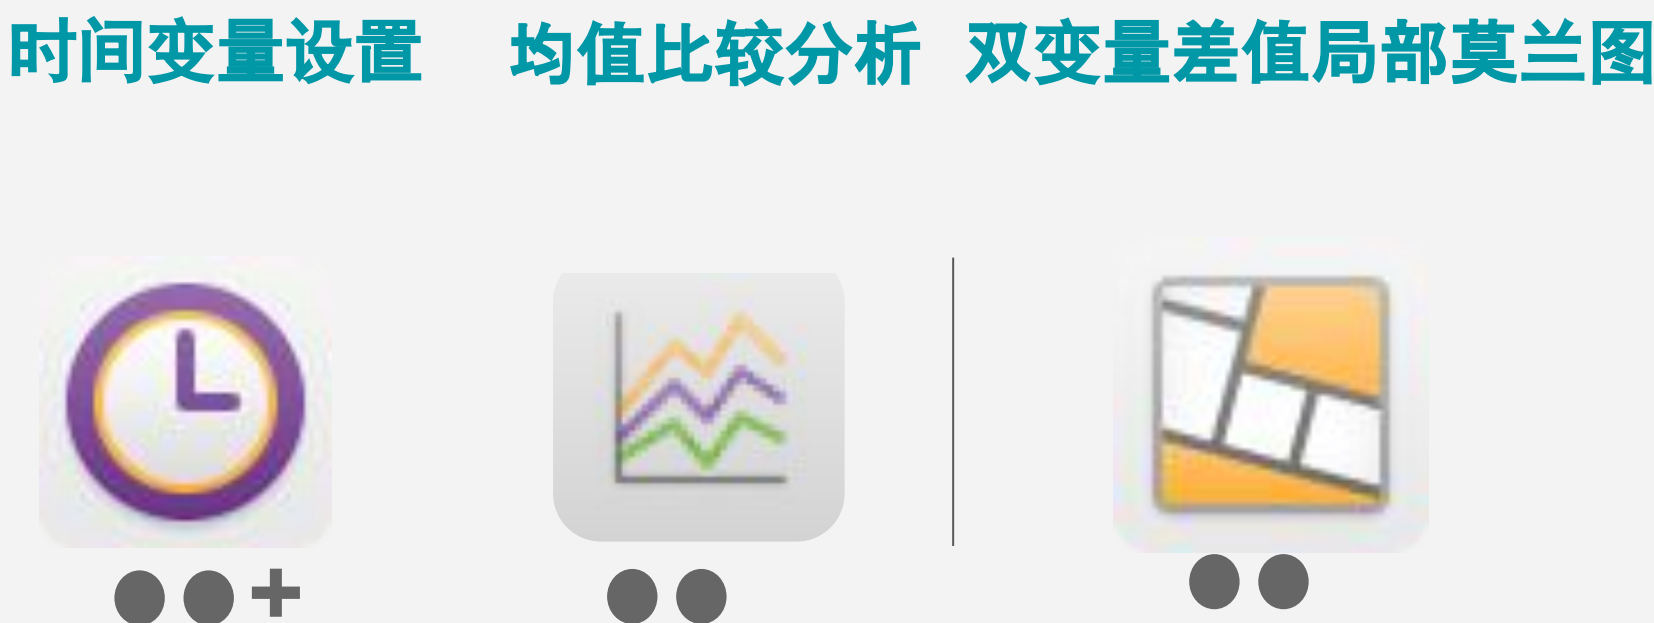 时间变量设置
均值比较分析
双变量差值局部莫兰图
+